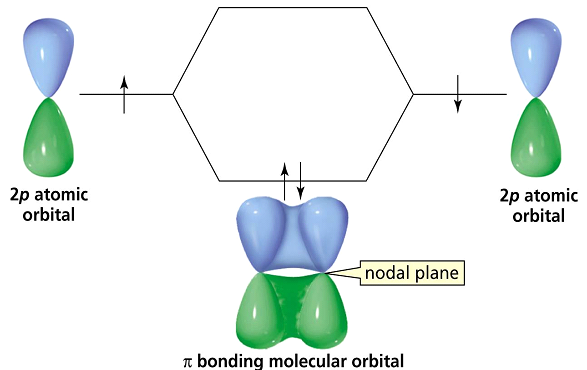 2p atomic
orbital
2p atomic
orbital
nodal plane
π bonding molecular orbital